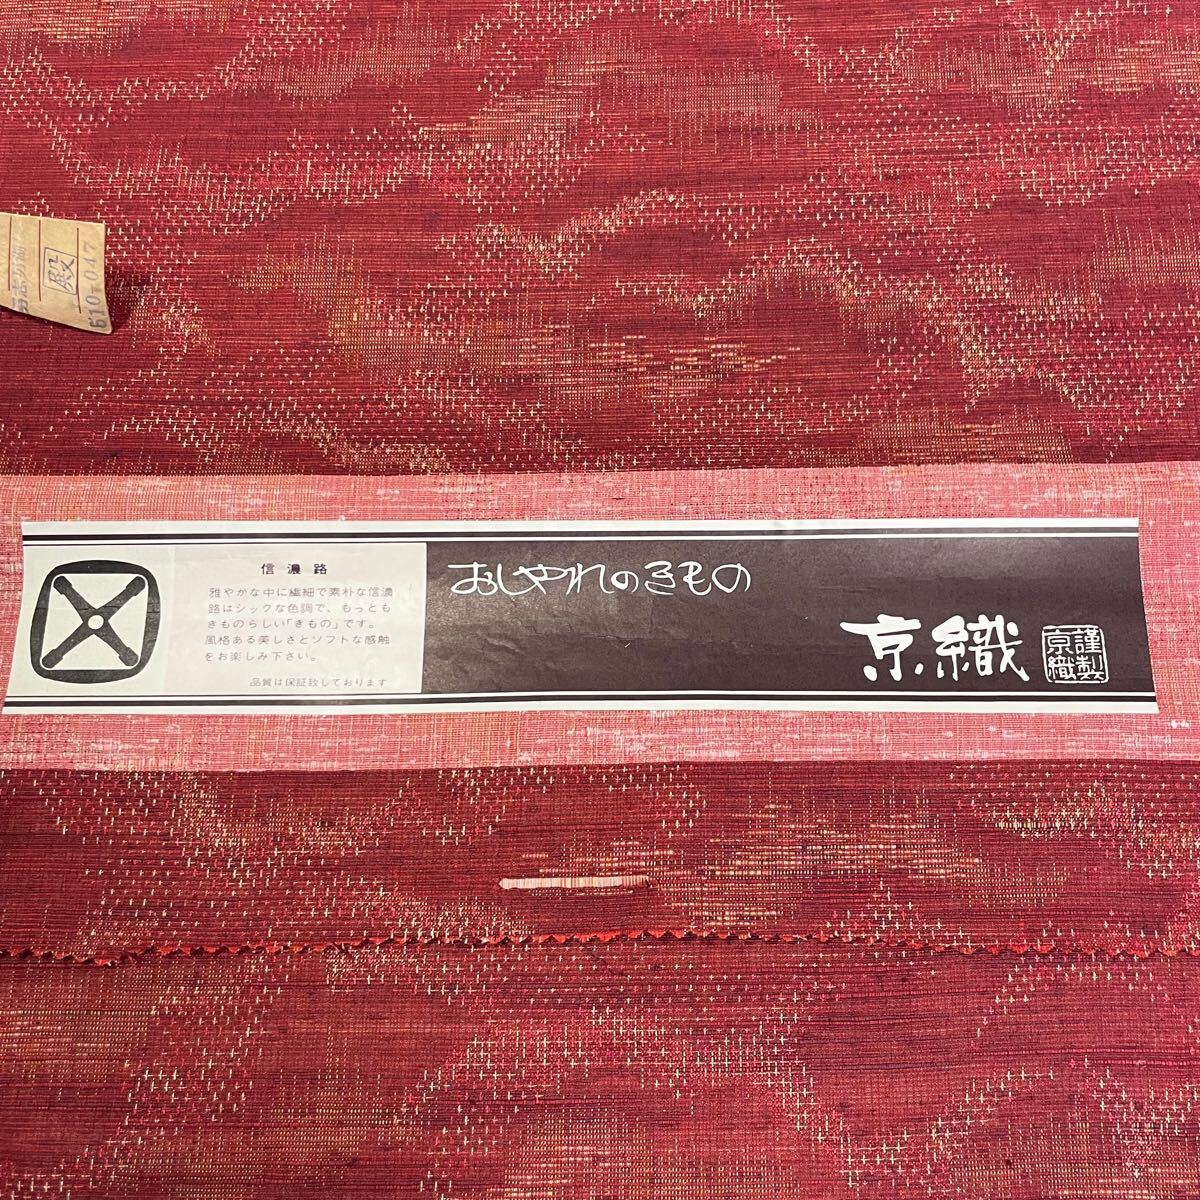 信濃路
雅やかな中に繊細で素朴な信濃
路はシックな色調で、もっとも
きものらしい「きもの」です。
風格ある美しさとソフトな感触
をお楽しみ下さい。
品質は保証致しております
おしゃれのきもの
京織
謹製
京織
殿
510-047